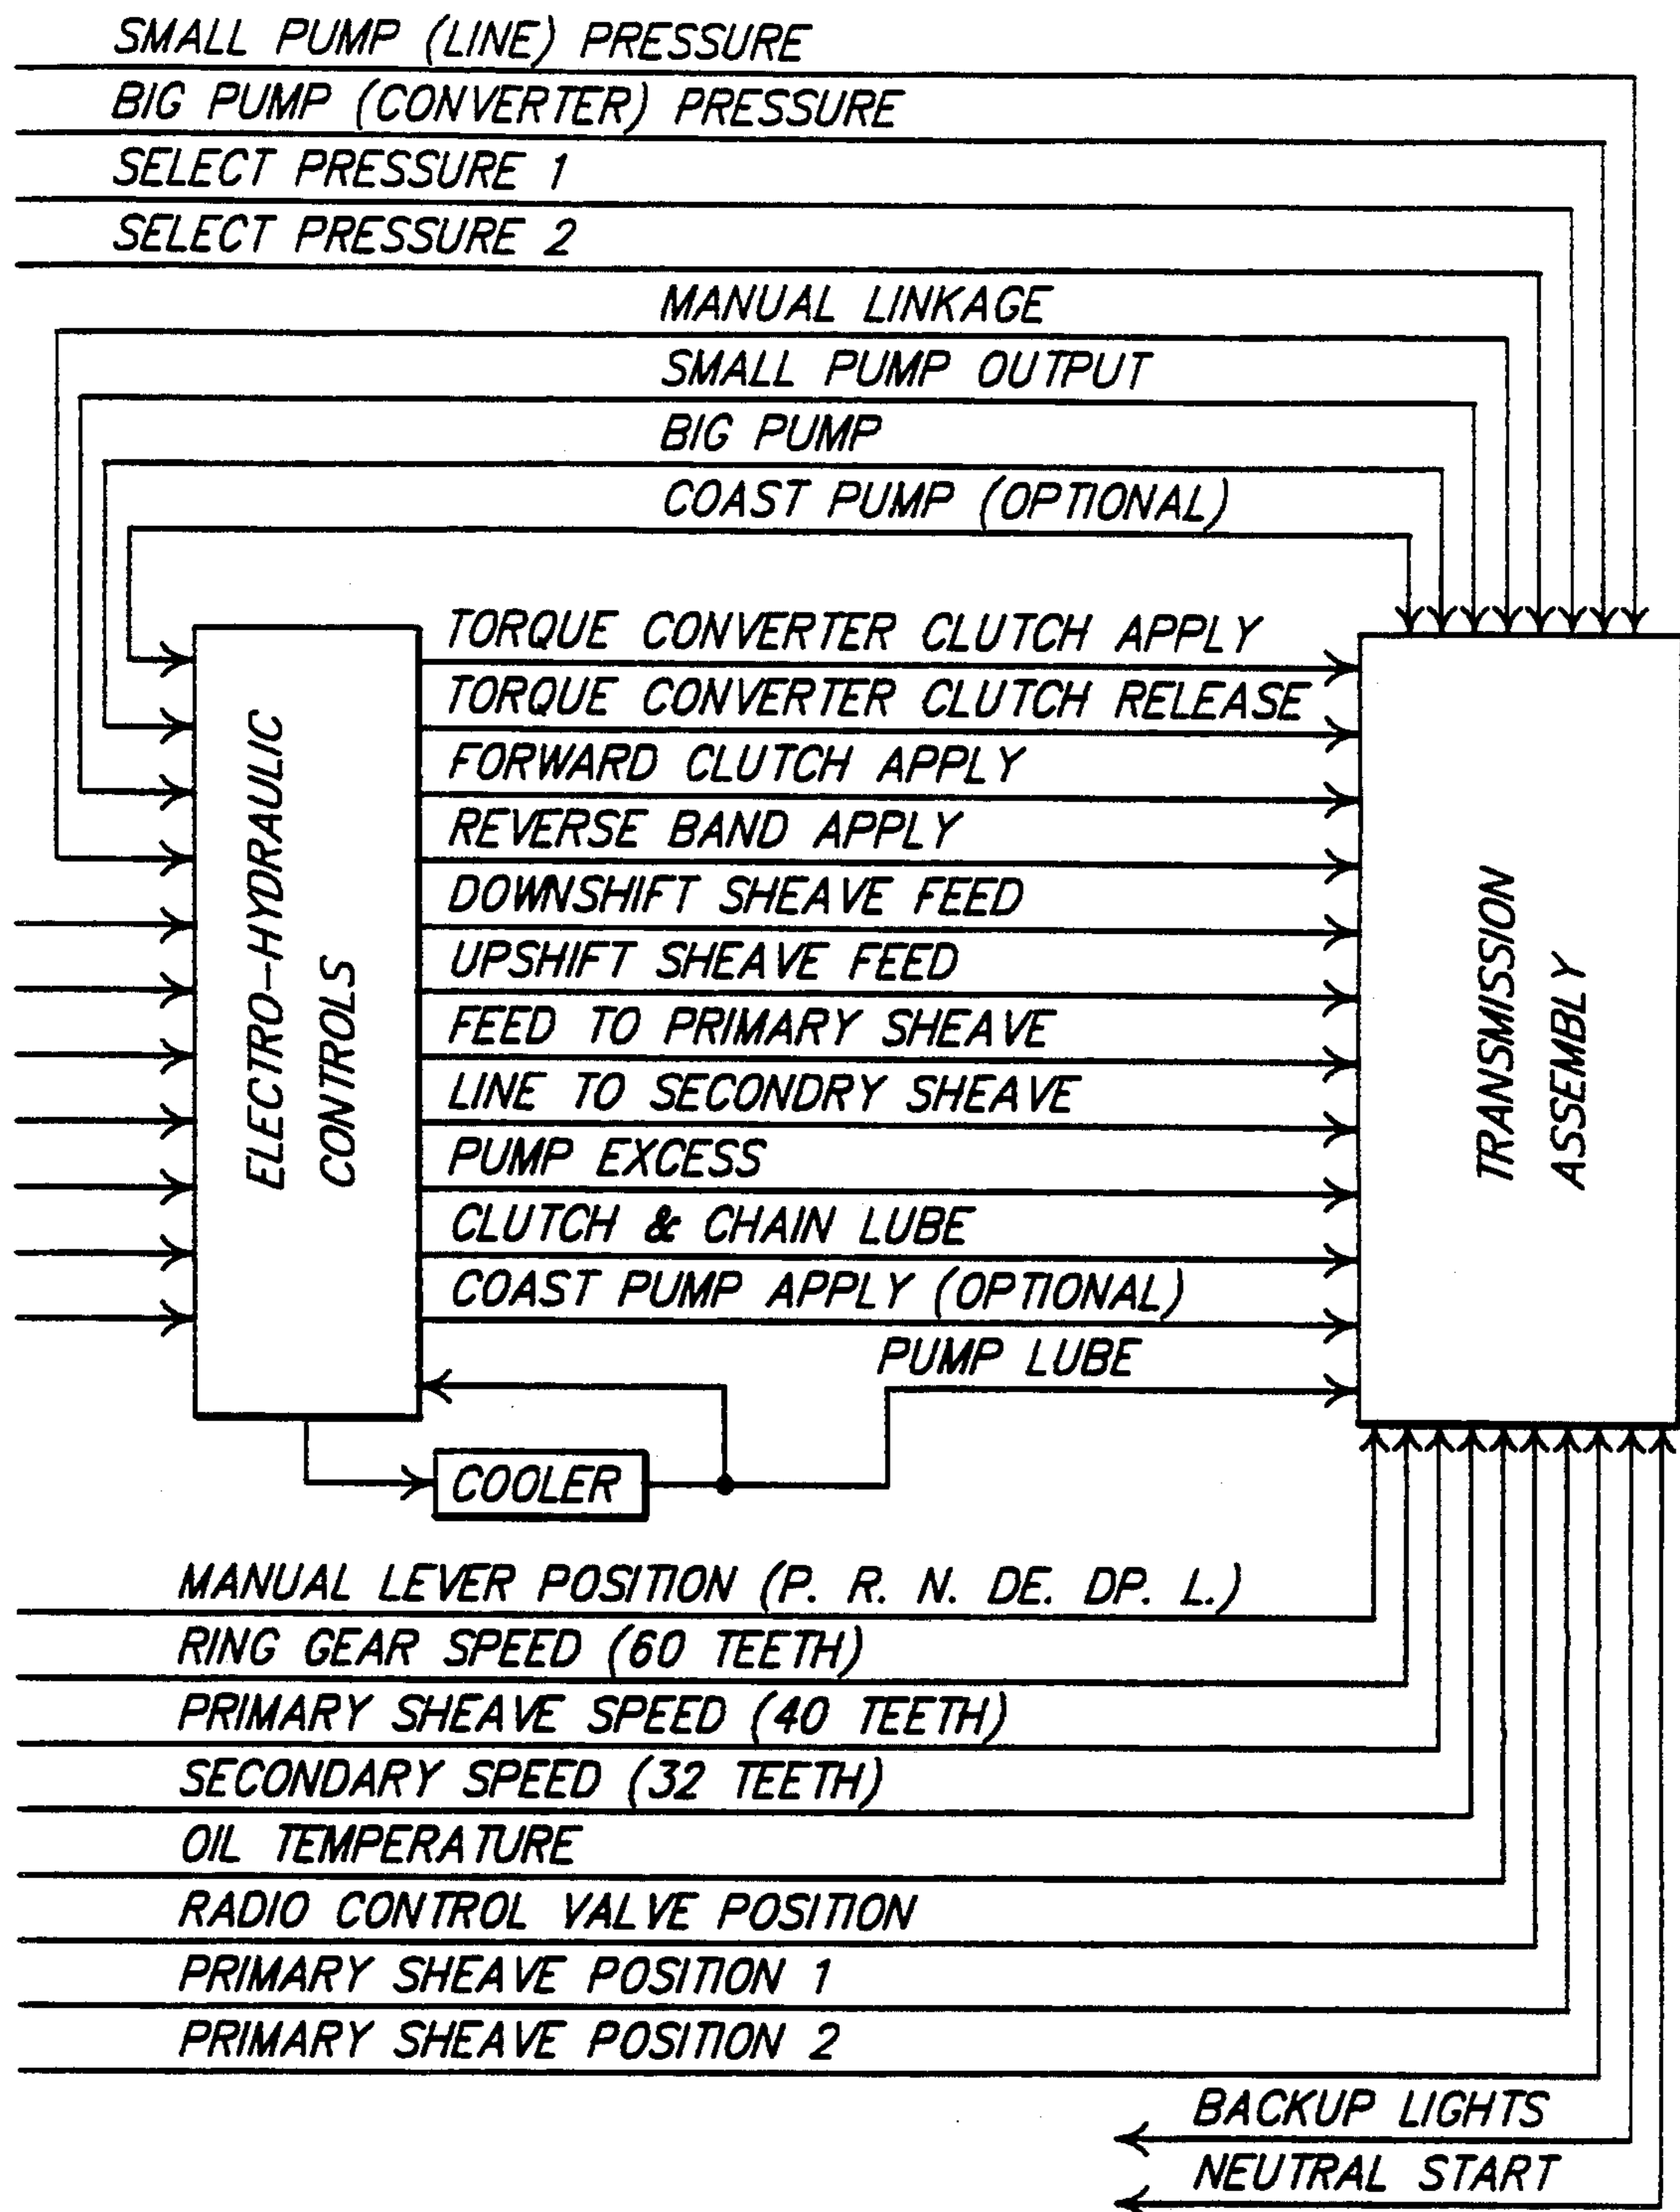 SMALL PUMP (LINE) PRESSURE
BIG PUMP (CONVERTER) PRESSURE
SELECT PRESSURE 1
SELECT PRESSURE 2
MANUAL LINKAGE
SMALL PUMP OUTPUT
BIG PUMP
COAST PUMP (OPTIONAL)
ELECTRO-HYDRAULIC
CONTROLS
TORQUE CONVERTER CLUTCH APPLY
TORQUE CONVERTER CLUTCH RELEASE
FORWARD CLUTCH APPLY
REVERSE BAND APPLY
DOWNSHIFT SHEAVE FEED
UPSHIFT SHEAVE FEED
FEED TO PRIMARY SHEAVE
LINE TO SECONDRY SHEAVE
PUMP EXCESS
CLUTCH & CHAIN LUBE
COAST PUMP APPLY (OPTIONAL)
PUMP LUBE
TRANSMISSION
ASSEMBLY
COOLER
MANUAL LEVER POSITION (P. R. N. DE. DP. L.)
RING GEAR SPEED (60 TEETH)
PRIMARY SHEAVE SPEED (40 TEETH)
SECONDARY SPEED (32 TEETH)
OIL TEMPERATURE
RADIO CONTROL VALVE POSITION
PRIMARY SHEAVE POSITION 1
PRIMARY SHEAVE POSITION 2
BACKUP LIGHTS
NEUTRAL START